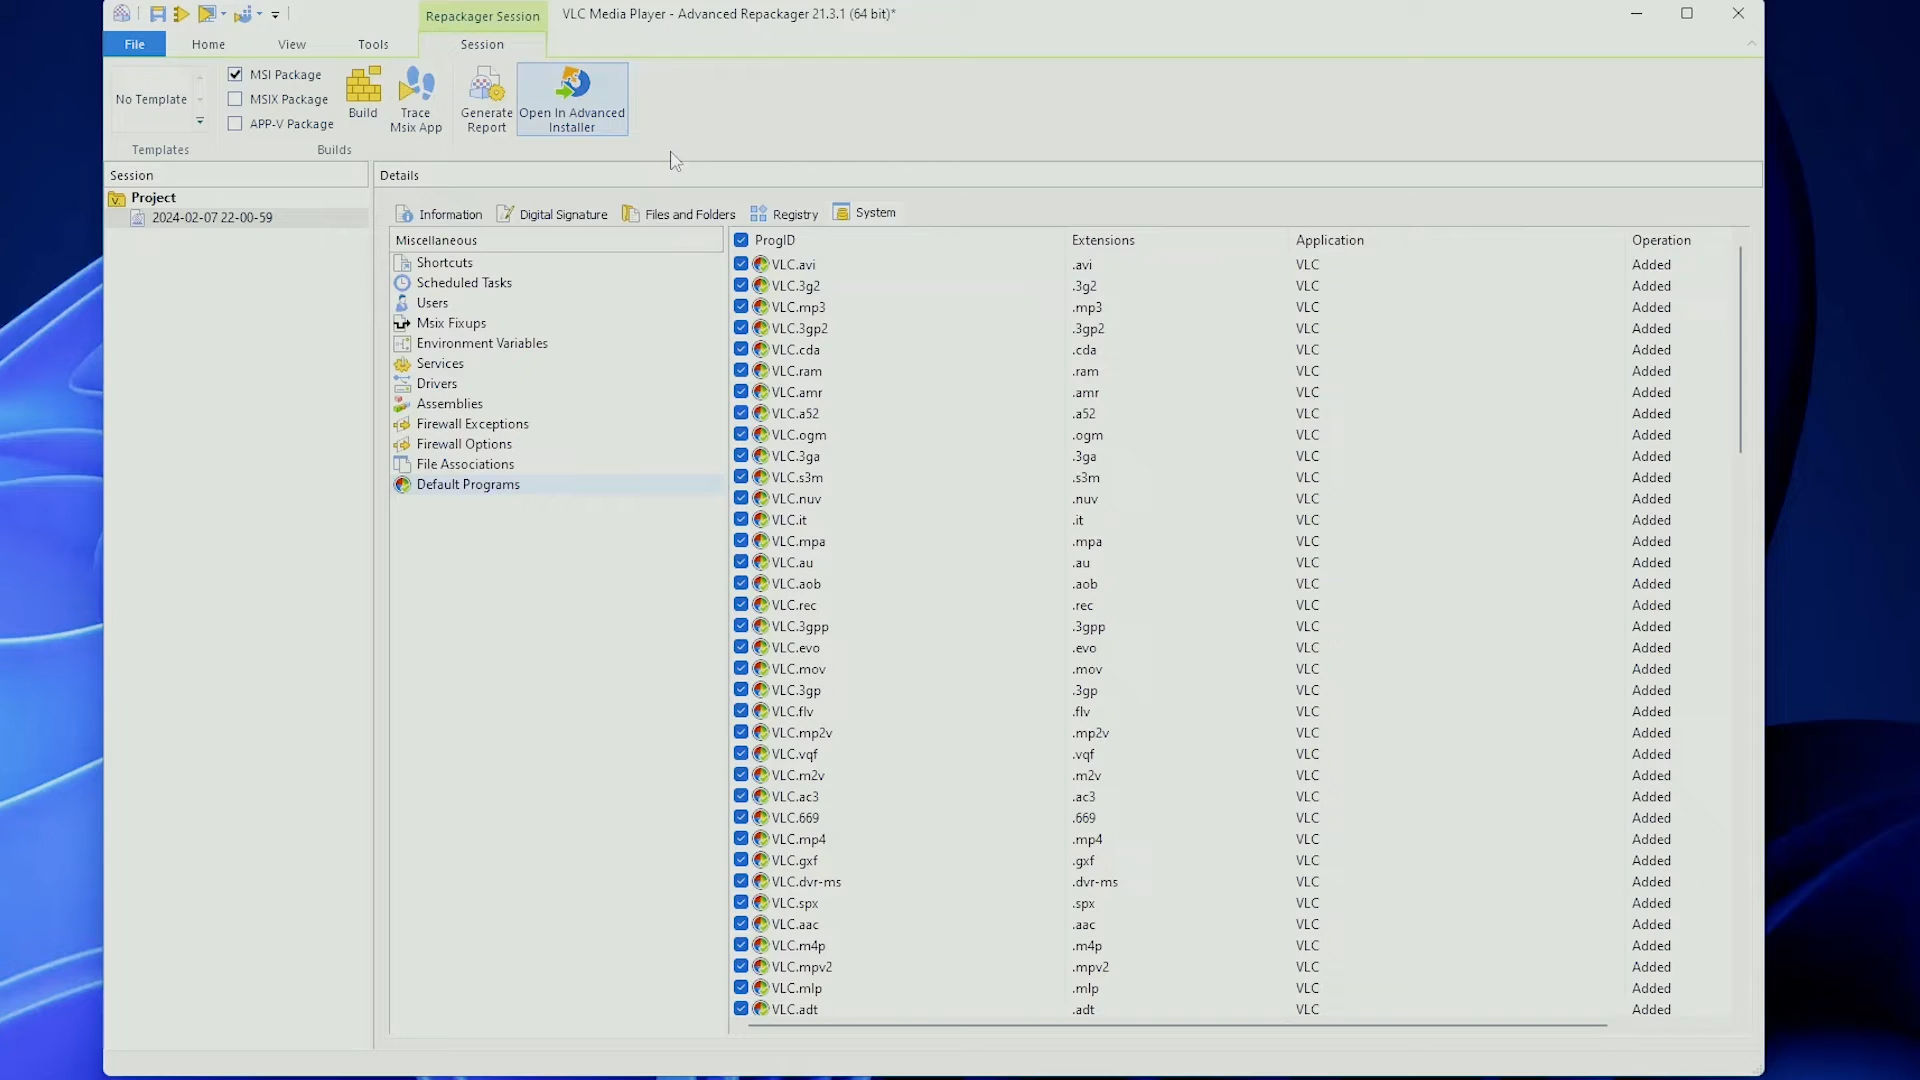 Repackager Session
VLC Media Player - Advanced Repackager 21.3.1 (64 bit)*
File
Home
View
Tools
Session
No Template
MSI Package
MSIX Package
APP-V Package
Build
Trace
Msix App
Generate
Report
Open In Advanced
Installer
Templates
Builds
Session
Details
Project
2024-02-07 22-00-59
Information
Digital Signature
Files and Folders
Registry
System
Miscellaneous
Shortcuts
Scheduled Tasks
Users
Msix Fixups
Environment Variables
Services
Drivers
Assemblies
Firewall Exceptions
Firewall Options
File Associations
Default Programs
ProgID Extensions Application Operation
VLC.avi .avi VLC Added
VLC.3g2 .3g2 VLC Added
VLC.mp3 .mp3 VLC Added
VLC.3gp2 .3gp2 VLC Added
VLC.cda .cda VLC Added
VLC.ram .ram VLC Added
VLC.amr .amr VLC Added
VLC.a52 .a52 VLC Added
VLC.ogm .ogm VLC Added
VLC.3ga .3ga VLC Added
VLC.s3m .s3m VLC Added
VLC.nuv .nuv VLC Added
VLC.it .it VLC Added
VLC.mpa .mpa VLC Added
VLC.au .au VLC Added
VLC.aob .aob VLC Added
VLC.rec .rec VLC Added
VLC.3gpp .3gpp VLC Added
VLC.evo .evo VLC Added
VLC.mov .mov VLC Added
VLC.3gp .3gp VLC Added
VLC.flv .flv VLC Added
VLC.mp2v .mp2v VLC Added
VLC.vqf .vqf VLC Added
VLC.m2v .m2v VLC Added
VLC.ac3 .ac3 VLC Added
VLC.669 .669 VLC Added
VLC.mp4 .mp4 VLC Added
VLC.gxf .gxf VLC Added
VLC.dvr-ms .dvr-ms VLC Added
VLC.spx .spx VLC Added
VLC.aac .aac VLC Added
VLC.m4p .m4p VLC Added
VLC.mpv2 .mpv2 VLC Added
VLC.mlp .mlp VLC Added
VLC.adt .adt VLC Added